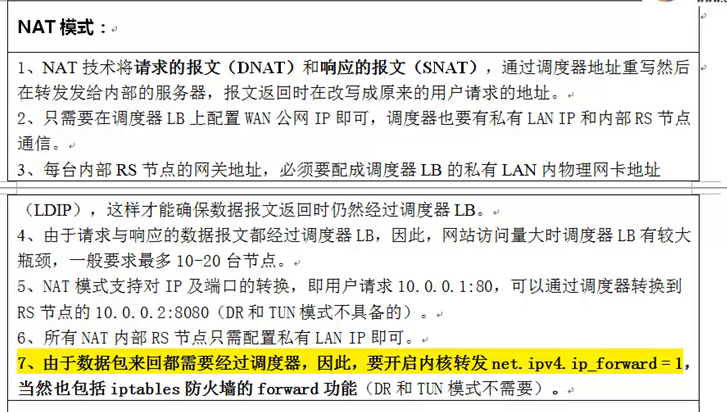 NAT 模式：
1、NAT 技术将请求的报文（DNAT）和响应的报文（SNAT），通过调度器地址重写然后
在转发发给内部的服务器，报文返回时在改写成原来的用户请求的地址。
2、只需要在调度器 LB 上配置 WAN 公网 IP 即可，调度器也要有私有 LAN IP 和内部 RS 节点
通信。
3、每台内部 RS 节点的网关地址，必须要配成调度器 LB 的私有 LAN 内物理网卡地址
（LDIP），这样才能确保数据报文返回时仍然经过调度器 LB。
4、由于请求与响应的数据报文都经过调度器 LB，因此，网站访问量大时调度器 LB 有较大
瓶颈，一般要求最多 10-20 台节点。
5、NAT 模式支持对 IP 及端口的转换，即用户请求 10.0.0.1:80，可以通过调度器转换到
RS 节点的 10.0.0.2:8080（DR 和 TUN 模式不具备的）。
6、所有 NAT 内部 RS 节点只需配置私有 LAN IP 即可。
7、由于数据包来回都需要经过调度器，因此，要开启内核转发 net.ipv4.ip_forward = 1，
当然也包括 iptables 防火墙的 forward 功能（DR 和 TUN 模式不需要）。